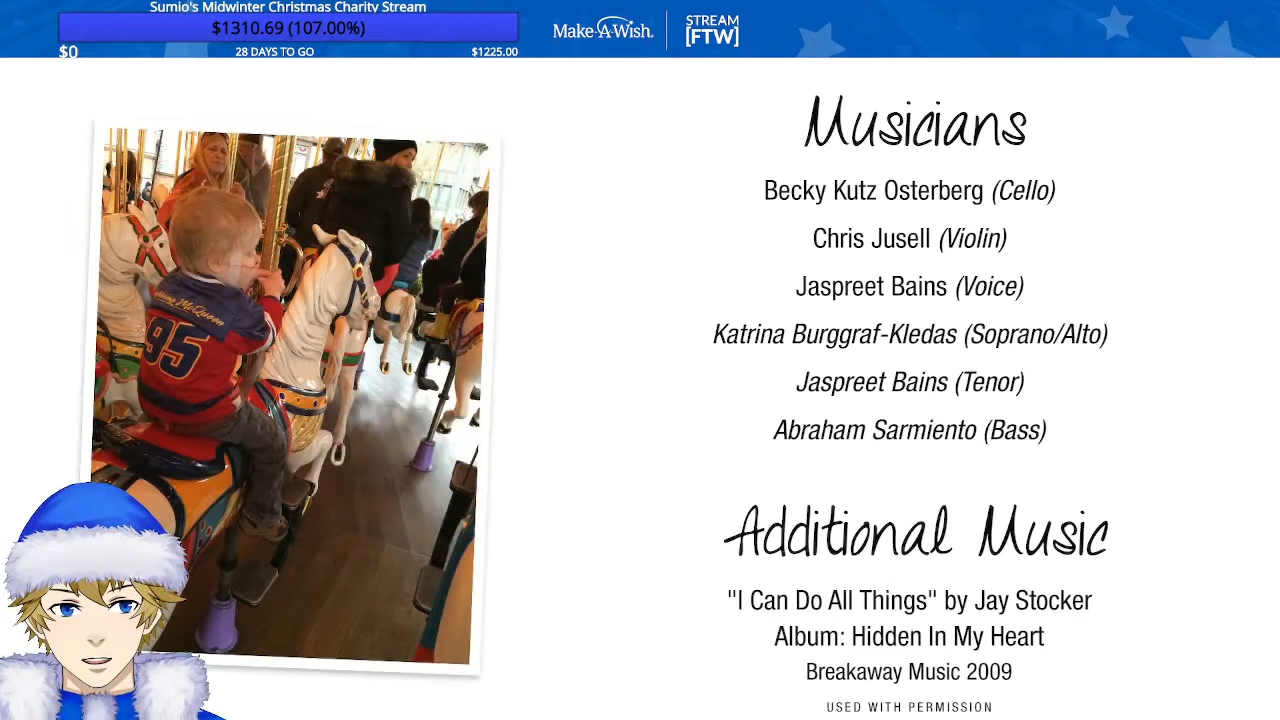 Sumio's Midwinter Christmas Charity Stream
$1310.69 (107.00%)
$0
28 DAYS TO GO
$1225.00
Make-A-Wish.
STREAM
[FTW]
Musicians
Becky Kutz Osterberg (Cello)
Chris Jusell (Violin)
Jaspreet Bains (Voice)
Katrina Burggraf-Kledas (Soprano/Alto)
Jaspreet Bains (Tenor)
Abraham Sarmiento (Bass)
McQueen
95
Additional Music
"I Can Do All Things" by Jay Stocker
Album: Hidden In My Heart
Breakaway Music 2009
USED WITH PERMISSION